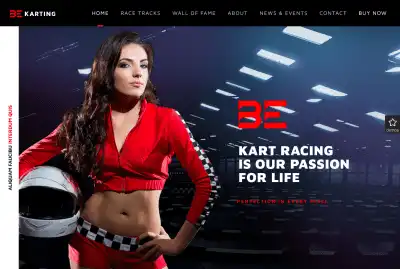 BE KARTING
HOME RACE TRACKS WALL OF FAME ABOUT NEWS & EVENTS CONTACT BUY NOW
ALIQUAM FAUCIBU INTERDUM QUIS
BE
KART RACING
IS OUR PASSION
FOR LIFE